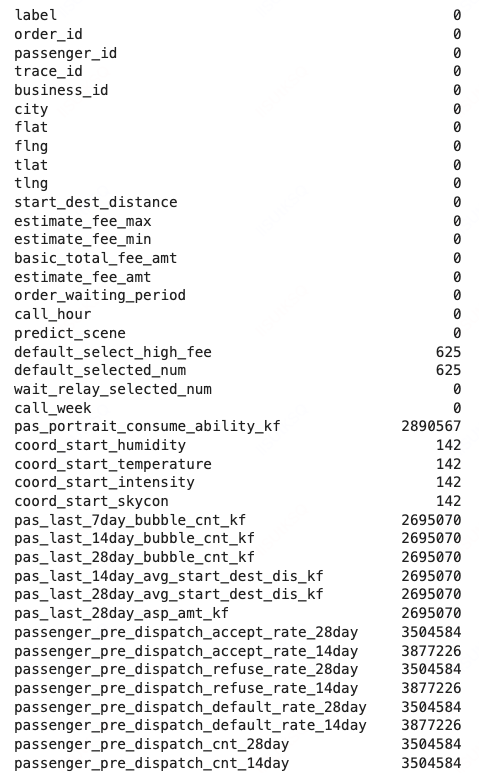 label 0
order_id 0
passenger_id 0
trace_id 0
business_id 0
city 0
flat 0
flng 0
tlat 0
tlng 0
start_dest_distance 0
estimate_fee_max 0
estimate_fee_min 0
basic_total_fee_amt 0
estimate_fee_amt 0
order_waiting_period 0
call_hour 0
predict_scene 0
default_select_high_fee 625
default_selected_num 625
wait_relay_selected_num 0
call_week 0
pas_portrait_consume_ability_kf 2890567
coord_start_humidity 142
coord_start_temperature 142
coord_start_intensity 142
coord_start_skycon 142
pas_last_7day_bubble_cnt_kf 2695070
pas_last_14day_bubble_cnt_kf 2695070
pas_last_28day_bubble_cnt_kf 2695070
pas_last_14day_avg_start_dest_dis_kf 2695070
pas_last_28day_avg_start_dest_dis_kf 2695070
pas_last_28day_asp_amt_kf 2695070
passenger_pre_dispatch_accept_rate_28day 3504584
passenger_pre_dispatch_accept_rate_14day 3877226
passenger_pre_dispatch_refuse_rate_28day 3504584
passenger_pre_dispatch_refuse_rate_14day 3877226
passenger_pre_dispatch_default_rate_28day 3504584
passenger_pre_dispatch_default_rate_14day 3877226
passenger_pre_dispatch_cnt_28day 3504584
passenger_pre_dispatch_cnt_14day 3504584